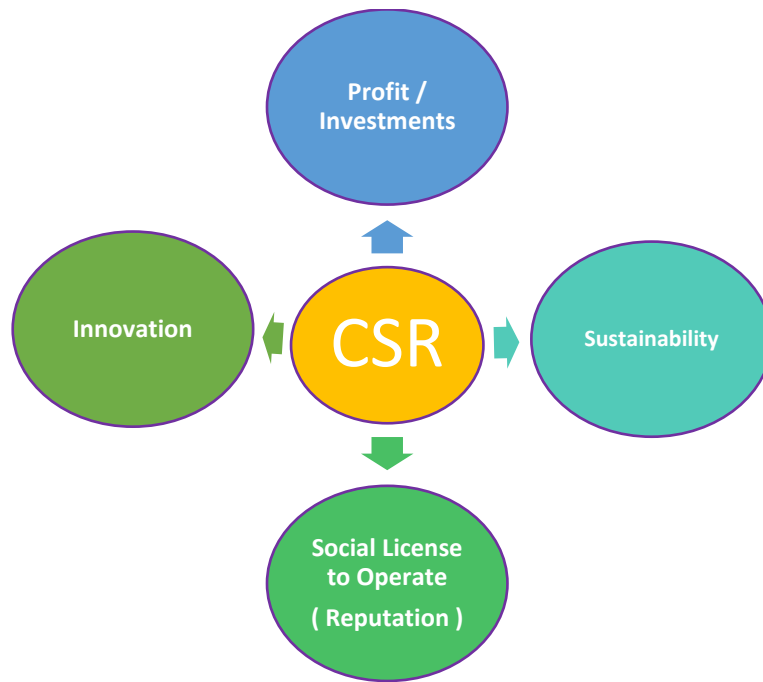 Profit /
Investments
Innovation
CSR
Sustainability
Social License
to Operate
( Reputation )